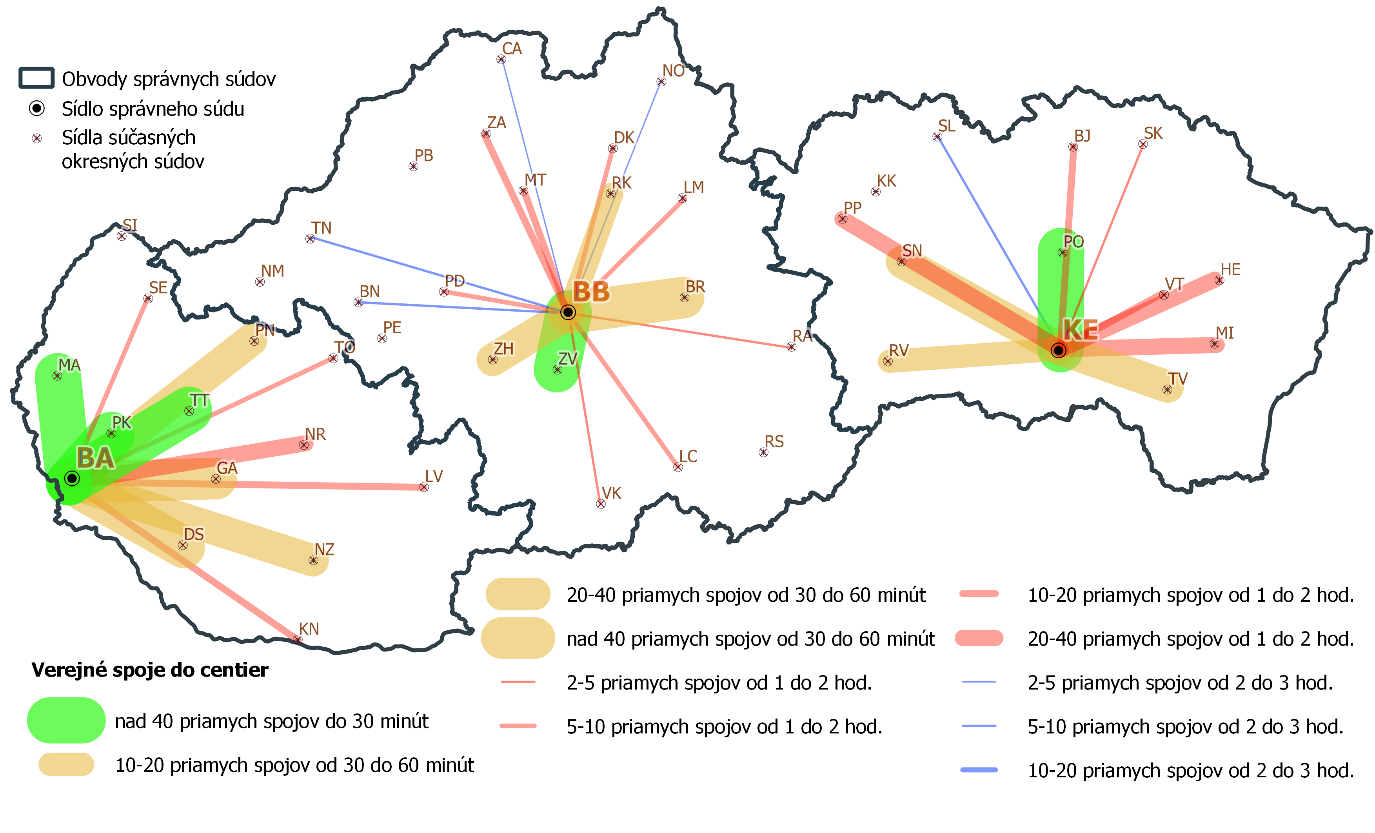 CA
NO
Obvody správnych súdov
Sídlo správneho súdu
Sídla súčasných
okresných súdov
ZA
DK
SL
BJ
SK
PB
MT
RK
LM
KK
PP
SI
TN
PO
SN
NM
BN
PD
BB
BR
VT
HE
SE
PN
PE
TO
ZH
ZV
RA
RV
KE
MI
TV
MA
TT
PK
BA
NR
GA
LV
LC
RS
VK
DS
NZ
KN
Verejné spoje do centier
nad 40 priamych spojov do 30 minút
10-20 priamych spojov od 30 do 60 minút
20-40 priamych spojov od 30 do 60 minút
nad 40 priamych spojov od 30 do 60 minút
2-5 priamych spojov od 1 do 2 hod.
5-10 priamych spojov od 1 do 2 hod.
10-20 priamych spojov od 1 do 2 hod.
20-40 priamych spojov od 1 do 2 hod.
2-5 priamych spojov od 2 do 3 hod.
5-10 priamych spojov od 2 do 3 hod.
10-20 priamych spojov od 2 do 3 hod.